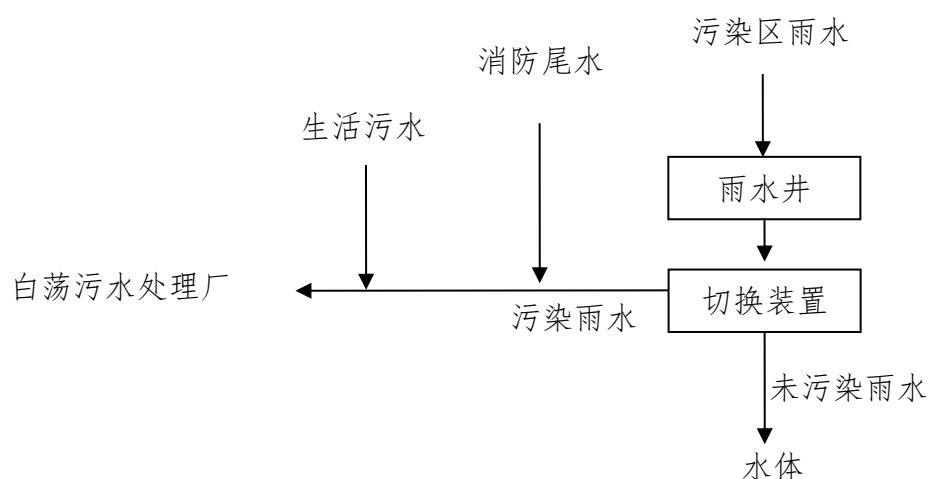 污染区雨水
消防尾水
生活污水
雨水井
白荡污水处理厂
切换装置
污染雨水
未污染雨水
水体